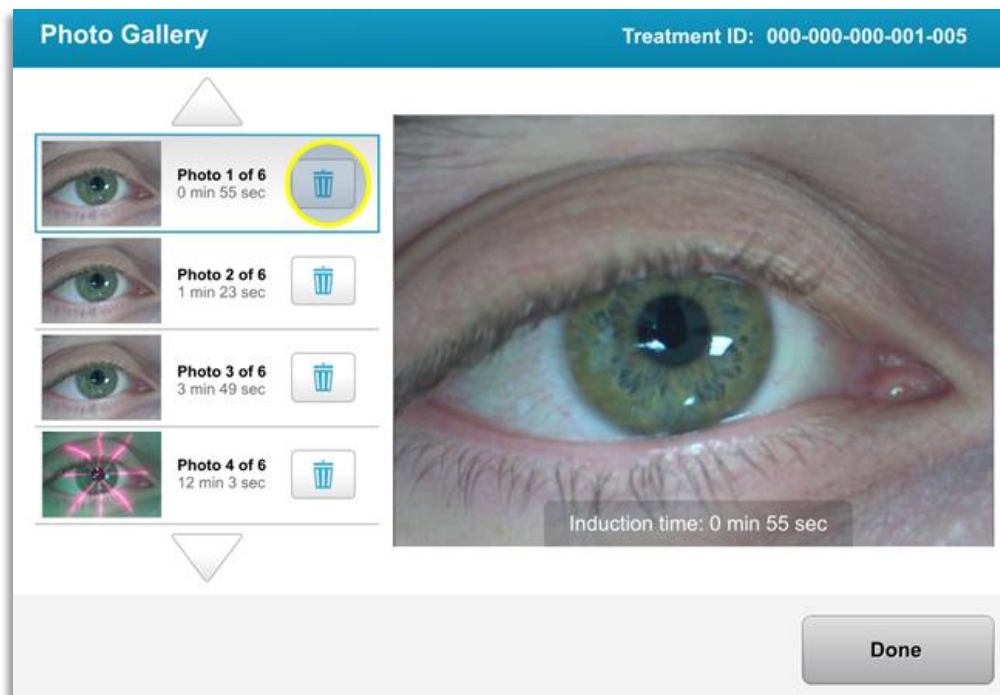 Photo Gallery
Treatment ID: 000-000-000-001-005
Photo 1 of 6
0 min 55 sec
Photo 2 of 6
1 min 23 sec
Photo 3 of 6
3 min 49 sec
Photo 4 of 6
12 min 3 sec
Induction time: 0 min 55 sec
Done